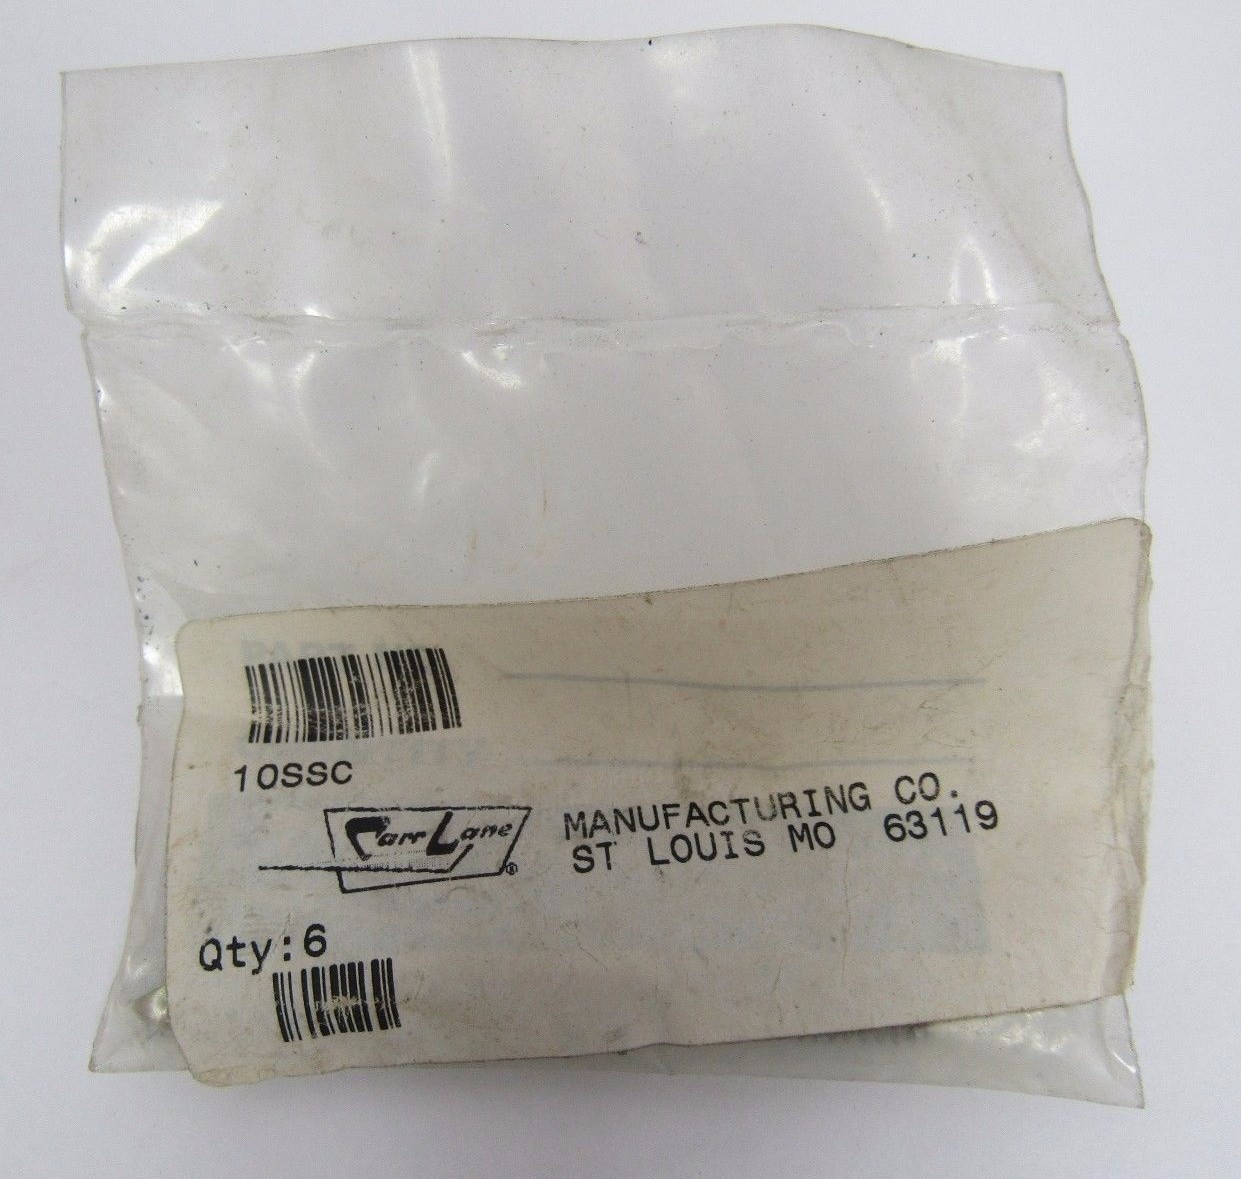 10SSC
Carr Lane ®
MANUFACTURING CO.
ST LOUIS MO 63119
Qty:6